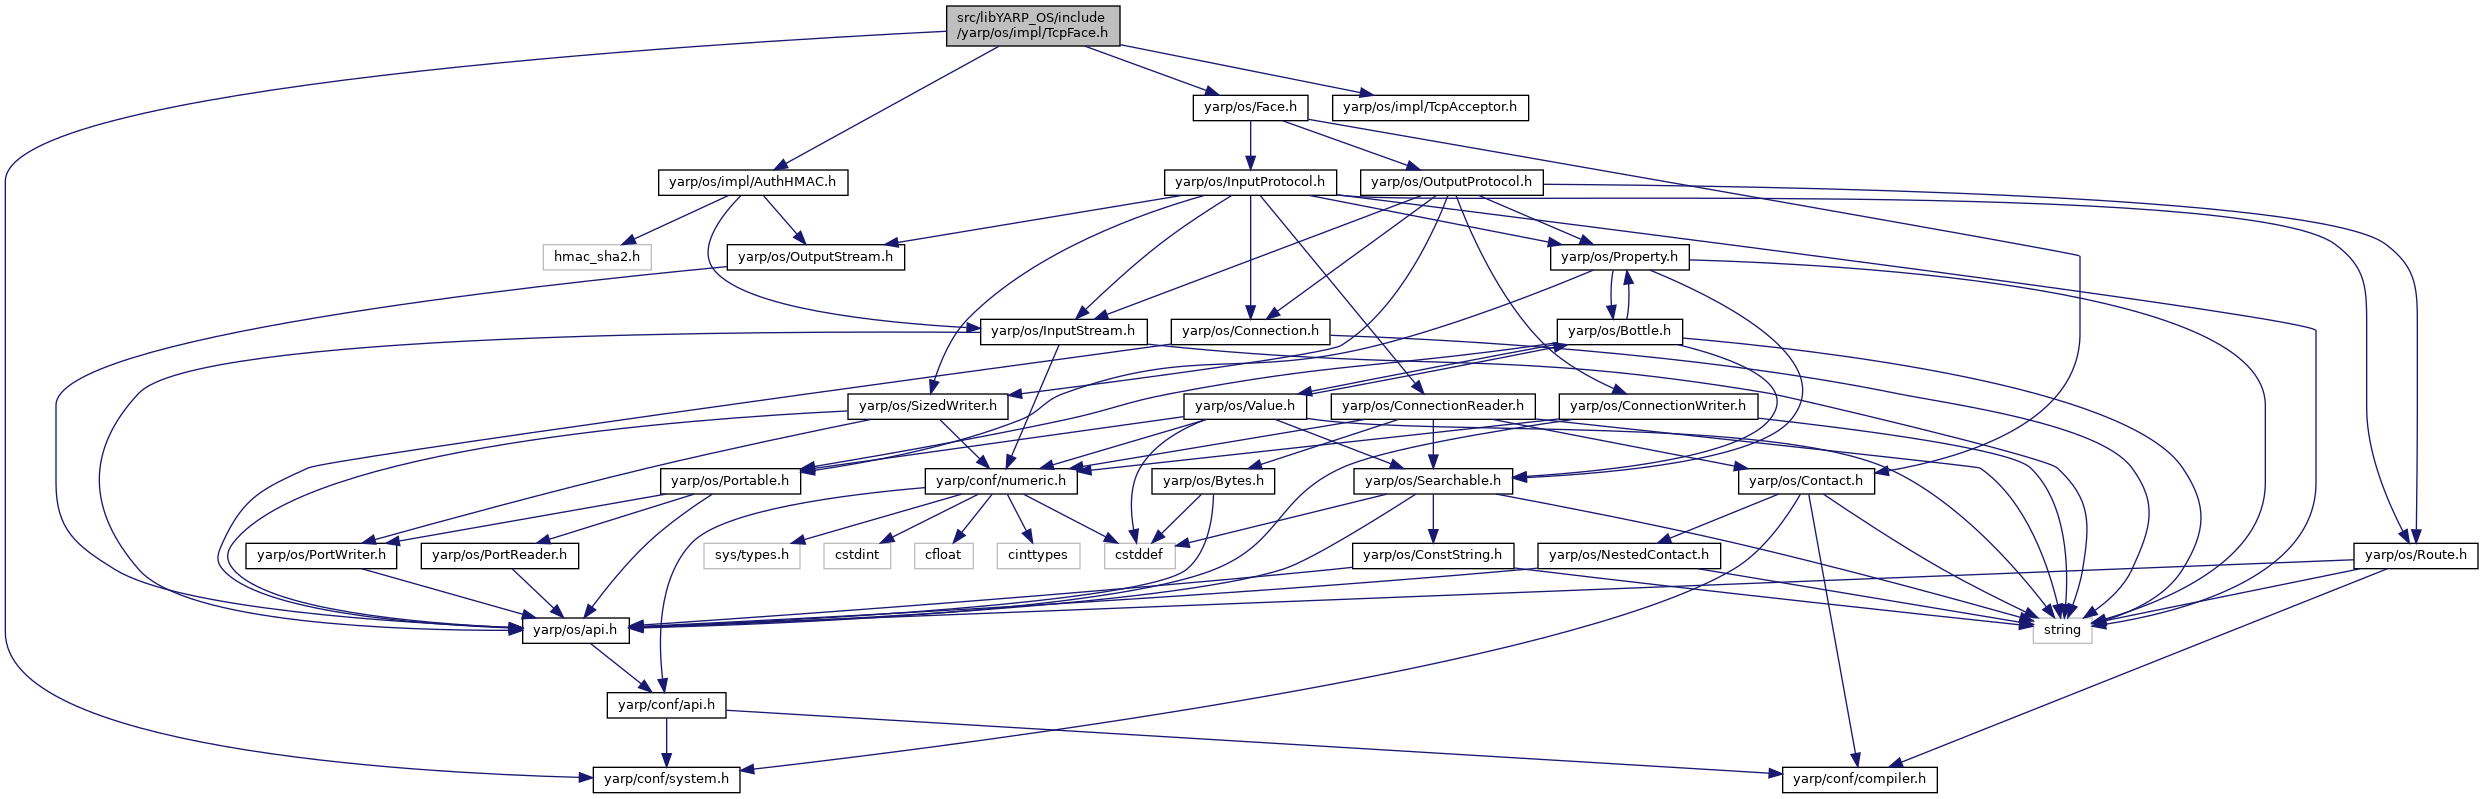 src/libYARP_OS/include
/yarp/os/impl/TcpFace.h
yarp/os/Face.h
yarp/os/impl/TcpAcceptor.h
yarp/os/impl/AuthHMAC.h
yarp/os/InputProtocol.h
yarp/os/OutputProtocol.h
hmac_sha2.h
yarp/os/OutputStream.h
yarp/os/Property.h
yarp/os/InputStream.h
yarp/os/Connection.h
yarp/os/Bottle.h
yarp/os/SizedWriter.h
yarp/os/Value.h
yarp/os/ConnectionReader.h
yarp/os/ConnectionWriter.h
yarp/os/Portable.h
yarp/conf/numeric.h
yarp/os/Bytes.h
yarp/os/Searchable.h
yarp/os/Contact.h
yarp/os/PortWriter.h
yarp/os/PortReader.h
sys/types.h
cstdint
cfloat
cinttypes
cstddef
yarp/os/ConstString.h
yarp/os/NestedContact.h
yarp/os/Route.h
yarp/os/api.h
string
yarp/conf/api.h
yarp/conf/system.h
yarp/conf/compiler.h